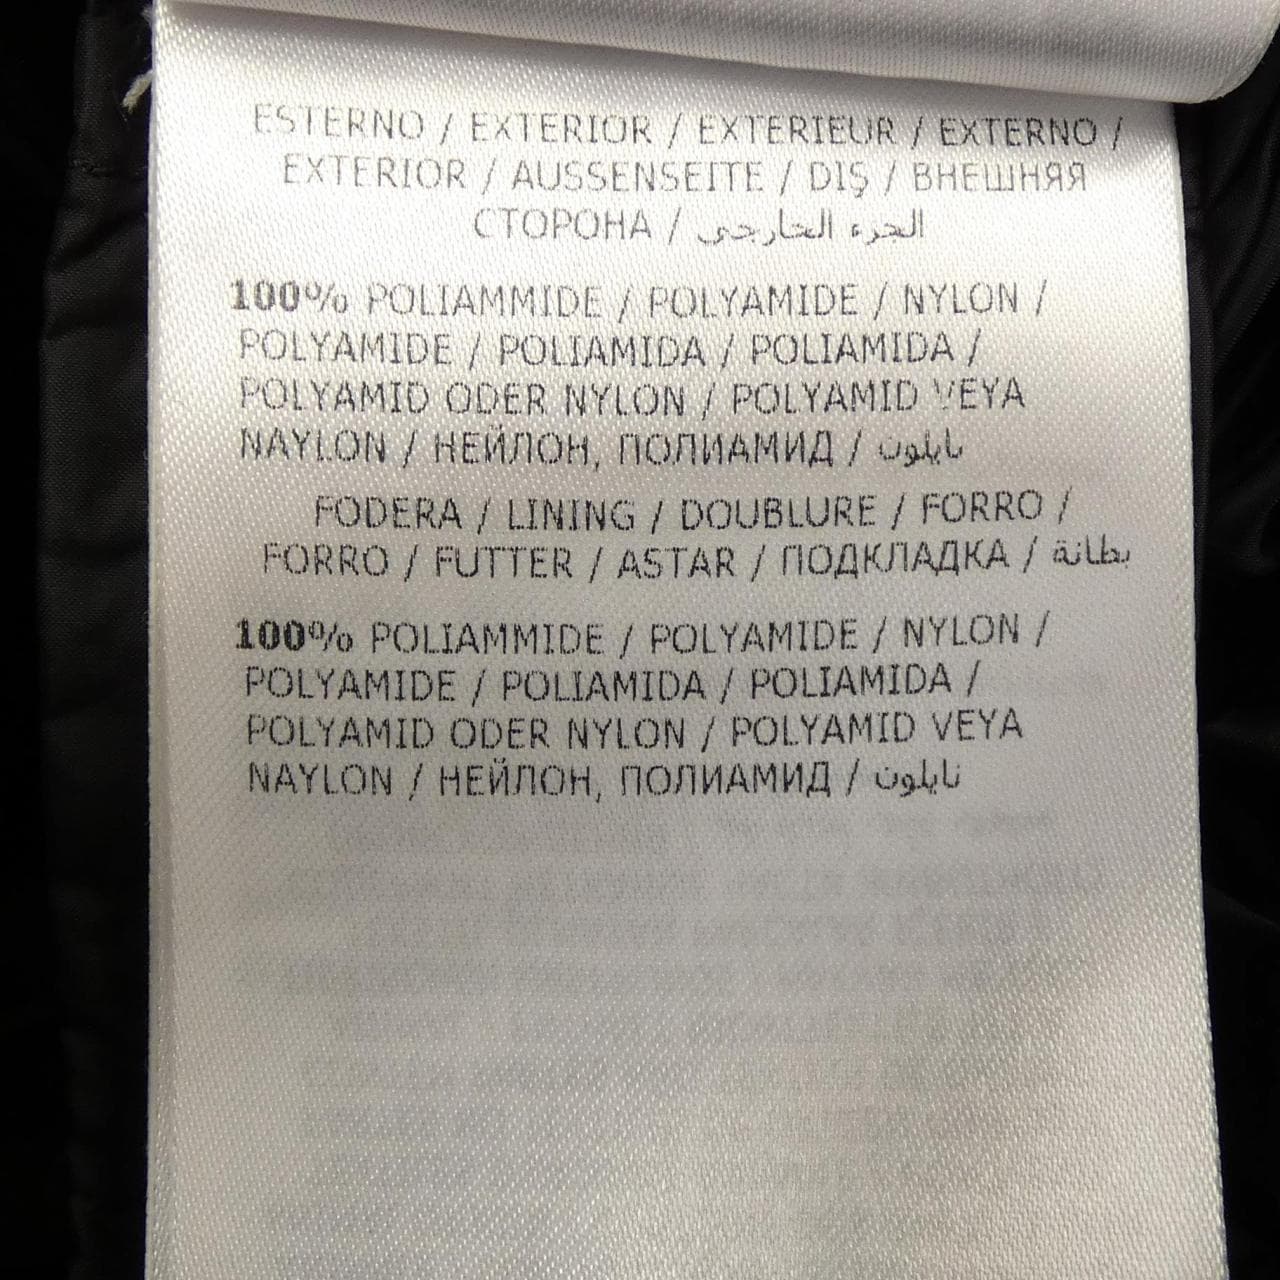 ESTERNO / EXTERIOR / EXTERIEUR / EXTERNO /
EXTERIOR / AUSSENSEITE / DIŞ / ВНЕШНЯЯ
СТОРОНА / الجزء الخارجي
100% POLIAMMIDE / POLYAMIDE / NYLON /
POLYAMIDE / POLIAMIDA / POLIAMIDA /
POLYAMID ODER NYLON / POLYAMID VEYA
NAYLON / НЕЙЛОН, ПОЛИАМИД / نايلون
FODERA / LINING / DOUBLURE / FORRO /
FORRO / FUTTER / ASTAR / ПОДКЛАДКА / بطانة
100% POLIAMMIDE / POLYAMIDE / NYLON /
POLYAMIDE / POLIAMIDA / POLIAMIDA /
POLYAMID ODER NYLON / POLYAMID VEYA
NAYLON / НЕЙЛОН, ПОЛИАМИД / نايلون